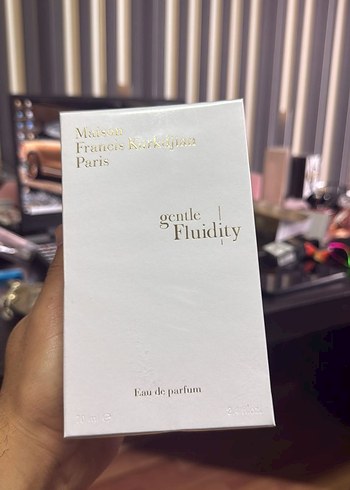 Maison
Francis Kurkdjian
Paris
gentle
Fluidity
Eau de parfum